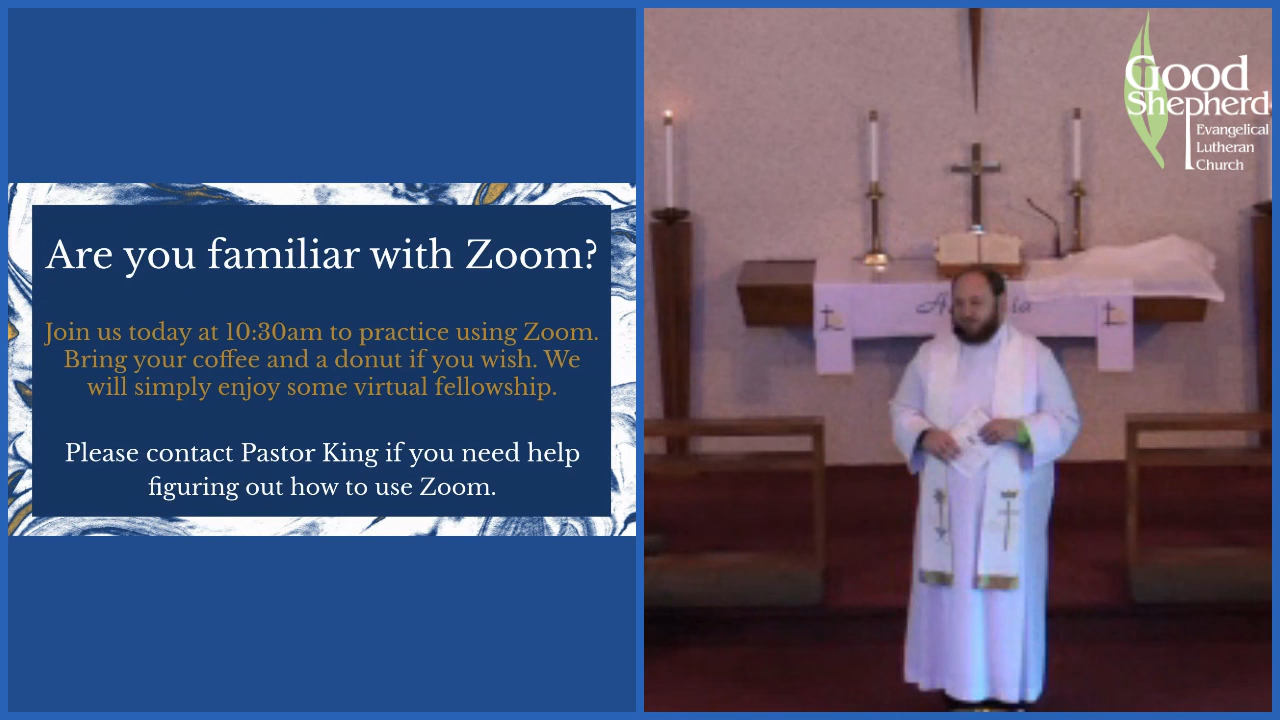 Are you familiar with Zoom?
Join us today at 10:30am to practice using Zoom.
Bring your coffee and a donut if you wish. We
will simply enjoy some virtual fellowship.
Please contact Pastor King if you need help
figuring out how to use Zoom.
Good
Shepherd
Evangelical
Lutheran
Church